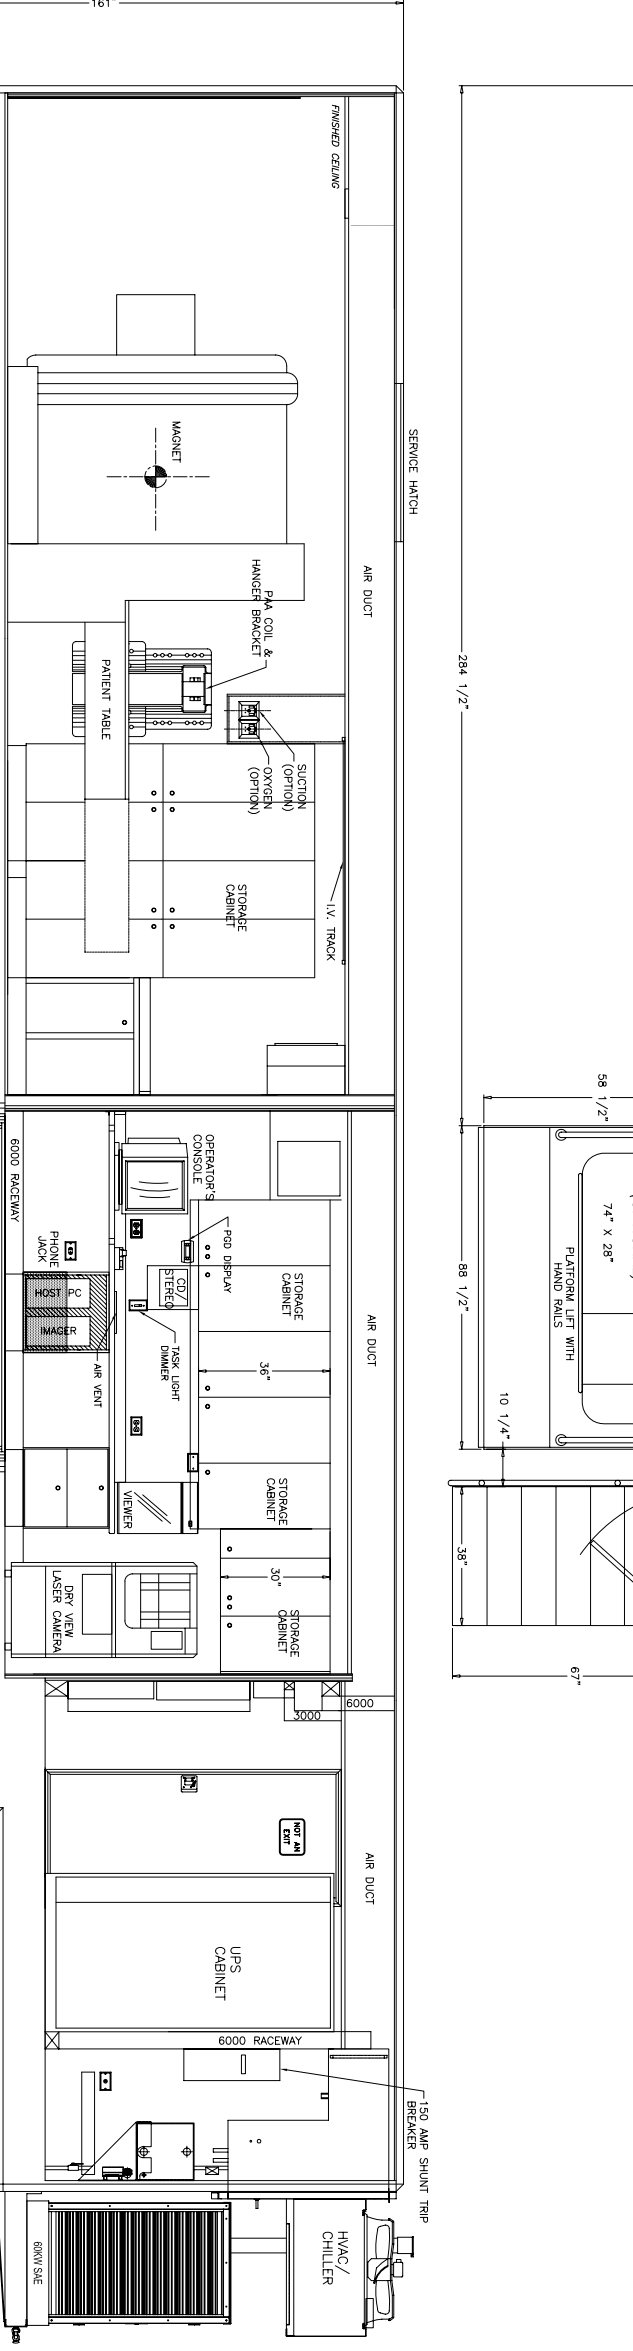 161"
FINISHED CEILING
SERVICE HATCH
MAGNET
AIR DUCT
PAA COIL &
HANGER BRACKET
284 1/2"
PATIENT TABLE
SUCTION
(OPTION)
OXYGEN
(OPTION)
STORAGE
CABINET
I.V. TRACK
58 1/2"
74" X 28"
PLATFORM LIFT WITH
HAND RAILS
88 1/2"
10 1/4"
38"
67"
6000 RACEWAY
OPERATOR'S
CONSOLE
PGD DISPLAY
PHONE
JACK
HOST PC
IMAGER
CD/
STEREO
STORAGE
CABINET
AIR DUCT
TASK LIGHT
DIMMER
AIR VENT
36"
VIEWER
STORAGE
CABINET
30"
STORAGE
CABINET
DRY VIEW
LASER CAMERA
6000
3000
NOT AN
EXIT
AIR DUCT
UPS
CABINET
6000 RACEWAY
150 AMP SHUNT TRIP
BREAKER
HVAC/
CHILLER
60KW SAE